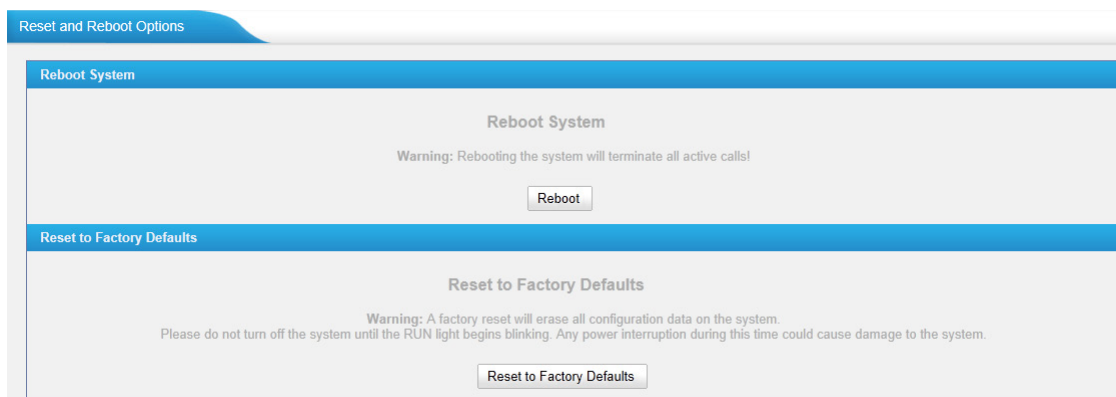 Reset and Reboot Options
Reboot System
Reboot System
Warning: Rebooting the system will terminate all active calls!
Reboot
Reset to Factory Defaults
Reset to Factory Defaults
Warning: A factory reset will erase all configuration data on the system.
Please do not turn off the system until the RUN light begins blinking. Any power interruption during this time could cause damage to the system.
Reset to Factory Defaults